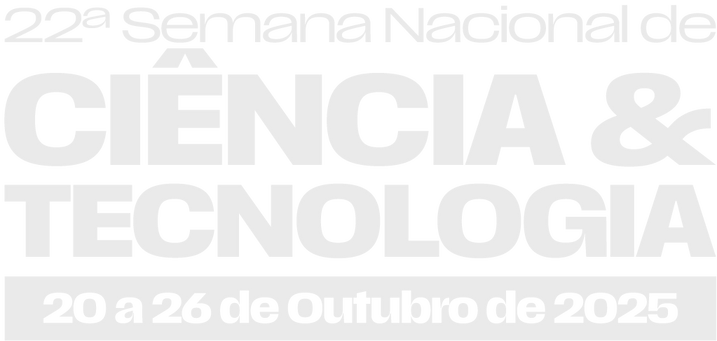 22ª Semana Nacional de
CIÊNCIA &
TECNOLOGIA
20 a 26 de Outubro de 2025